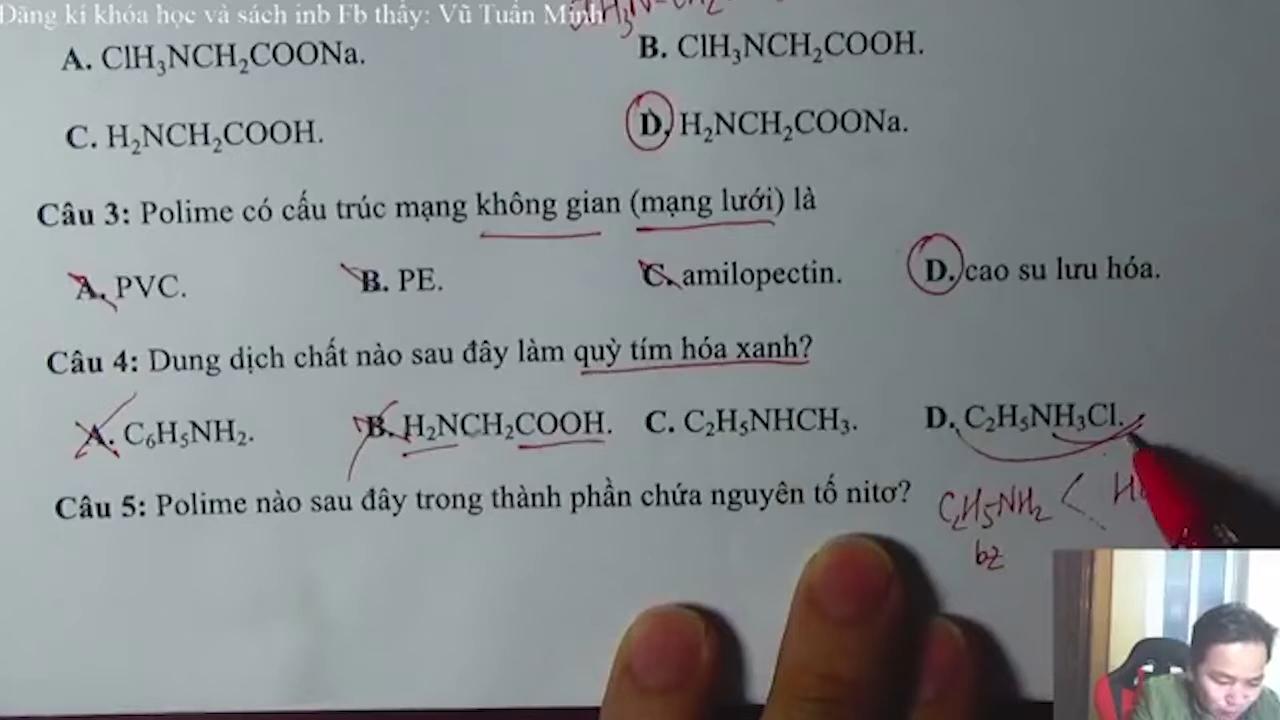 Đăng kí khóa học và sách inb Fb thầy: Vũ Tuấn Minh
A. ClH₃NCH₂COONa. B. ClH₃NCH₂COOH.
C. H₂NCH₂COOH. D. H₂NCH₂COONa.
Câu 3: Polime có cấu trúc mạng không gian (mạng lưới) là
A. PVC. B. PE. C. amilopectin. D. cao su lưu hóa.
Câu 4: Dung dịch chất nào sau đây làm quỳ tím hóa xanh?
A. C₆H₅NH₂. B. H₂NCH₂COOH. C. C₂H₅NHCH₃. D. C₂H₅NH₃Cl.
Câu 5: Polime nào sau đây trong thành phần chứa nguyên tố nitơ?
C₂H₅NH₂ <
bz